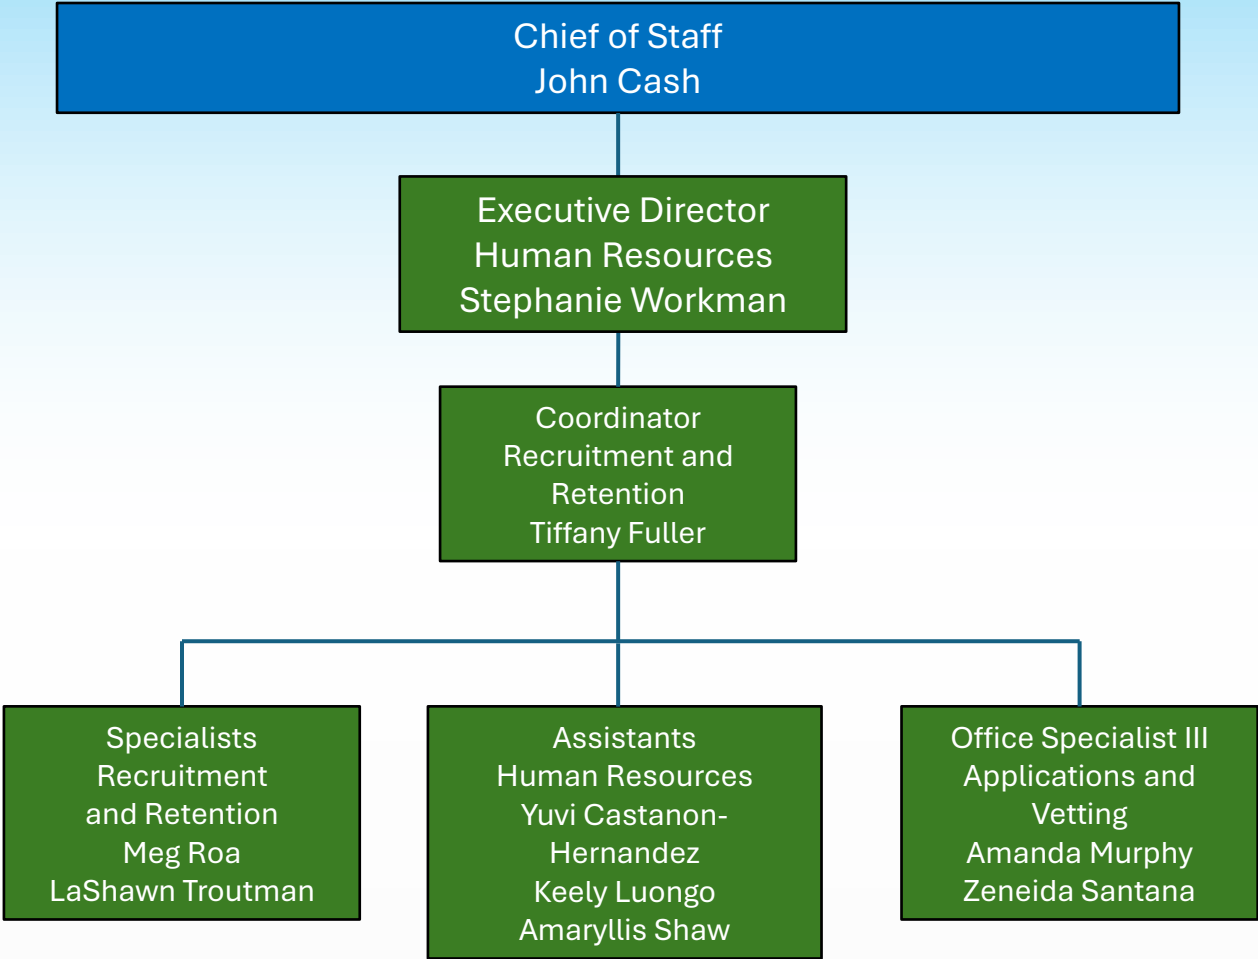 Chief of Staff
John Cash
Executive Director
Human Resources
Stephanie Workman
Coordinator
Recruitment and
Retention
Tiffany Fuller
Specialists
Recruitment
and Retention
Meg Roa
LaShawn Troutman
Assistants
Human Resources
Yuvi Castanon-
Hernandez
Keely Luongo
Amaryllis Shaw
Office Specialist III
Applications and
Vetting
Amanda Murphy
Zeneida Santana